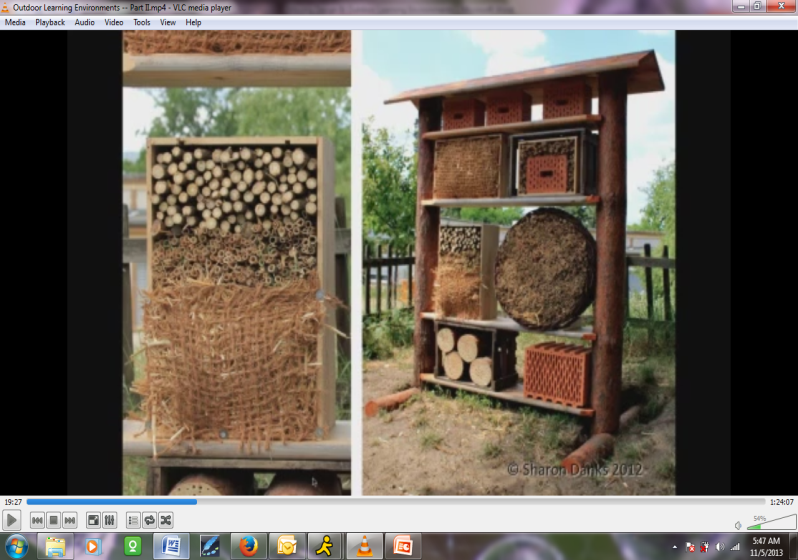 Outdoor Learning Environments -- Part II.mp4 - VLC media player
Media Playback Audio Video Tools View Help
© Sharon Danks 2012
19:27
1:24:07
54%
5:47 AM
11/5/2013